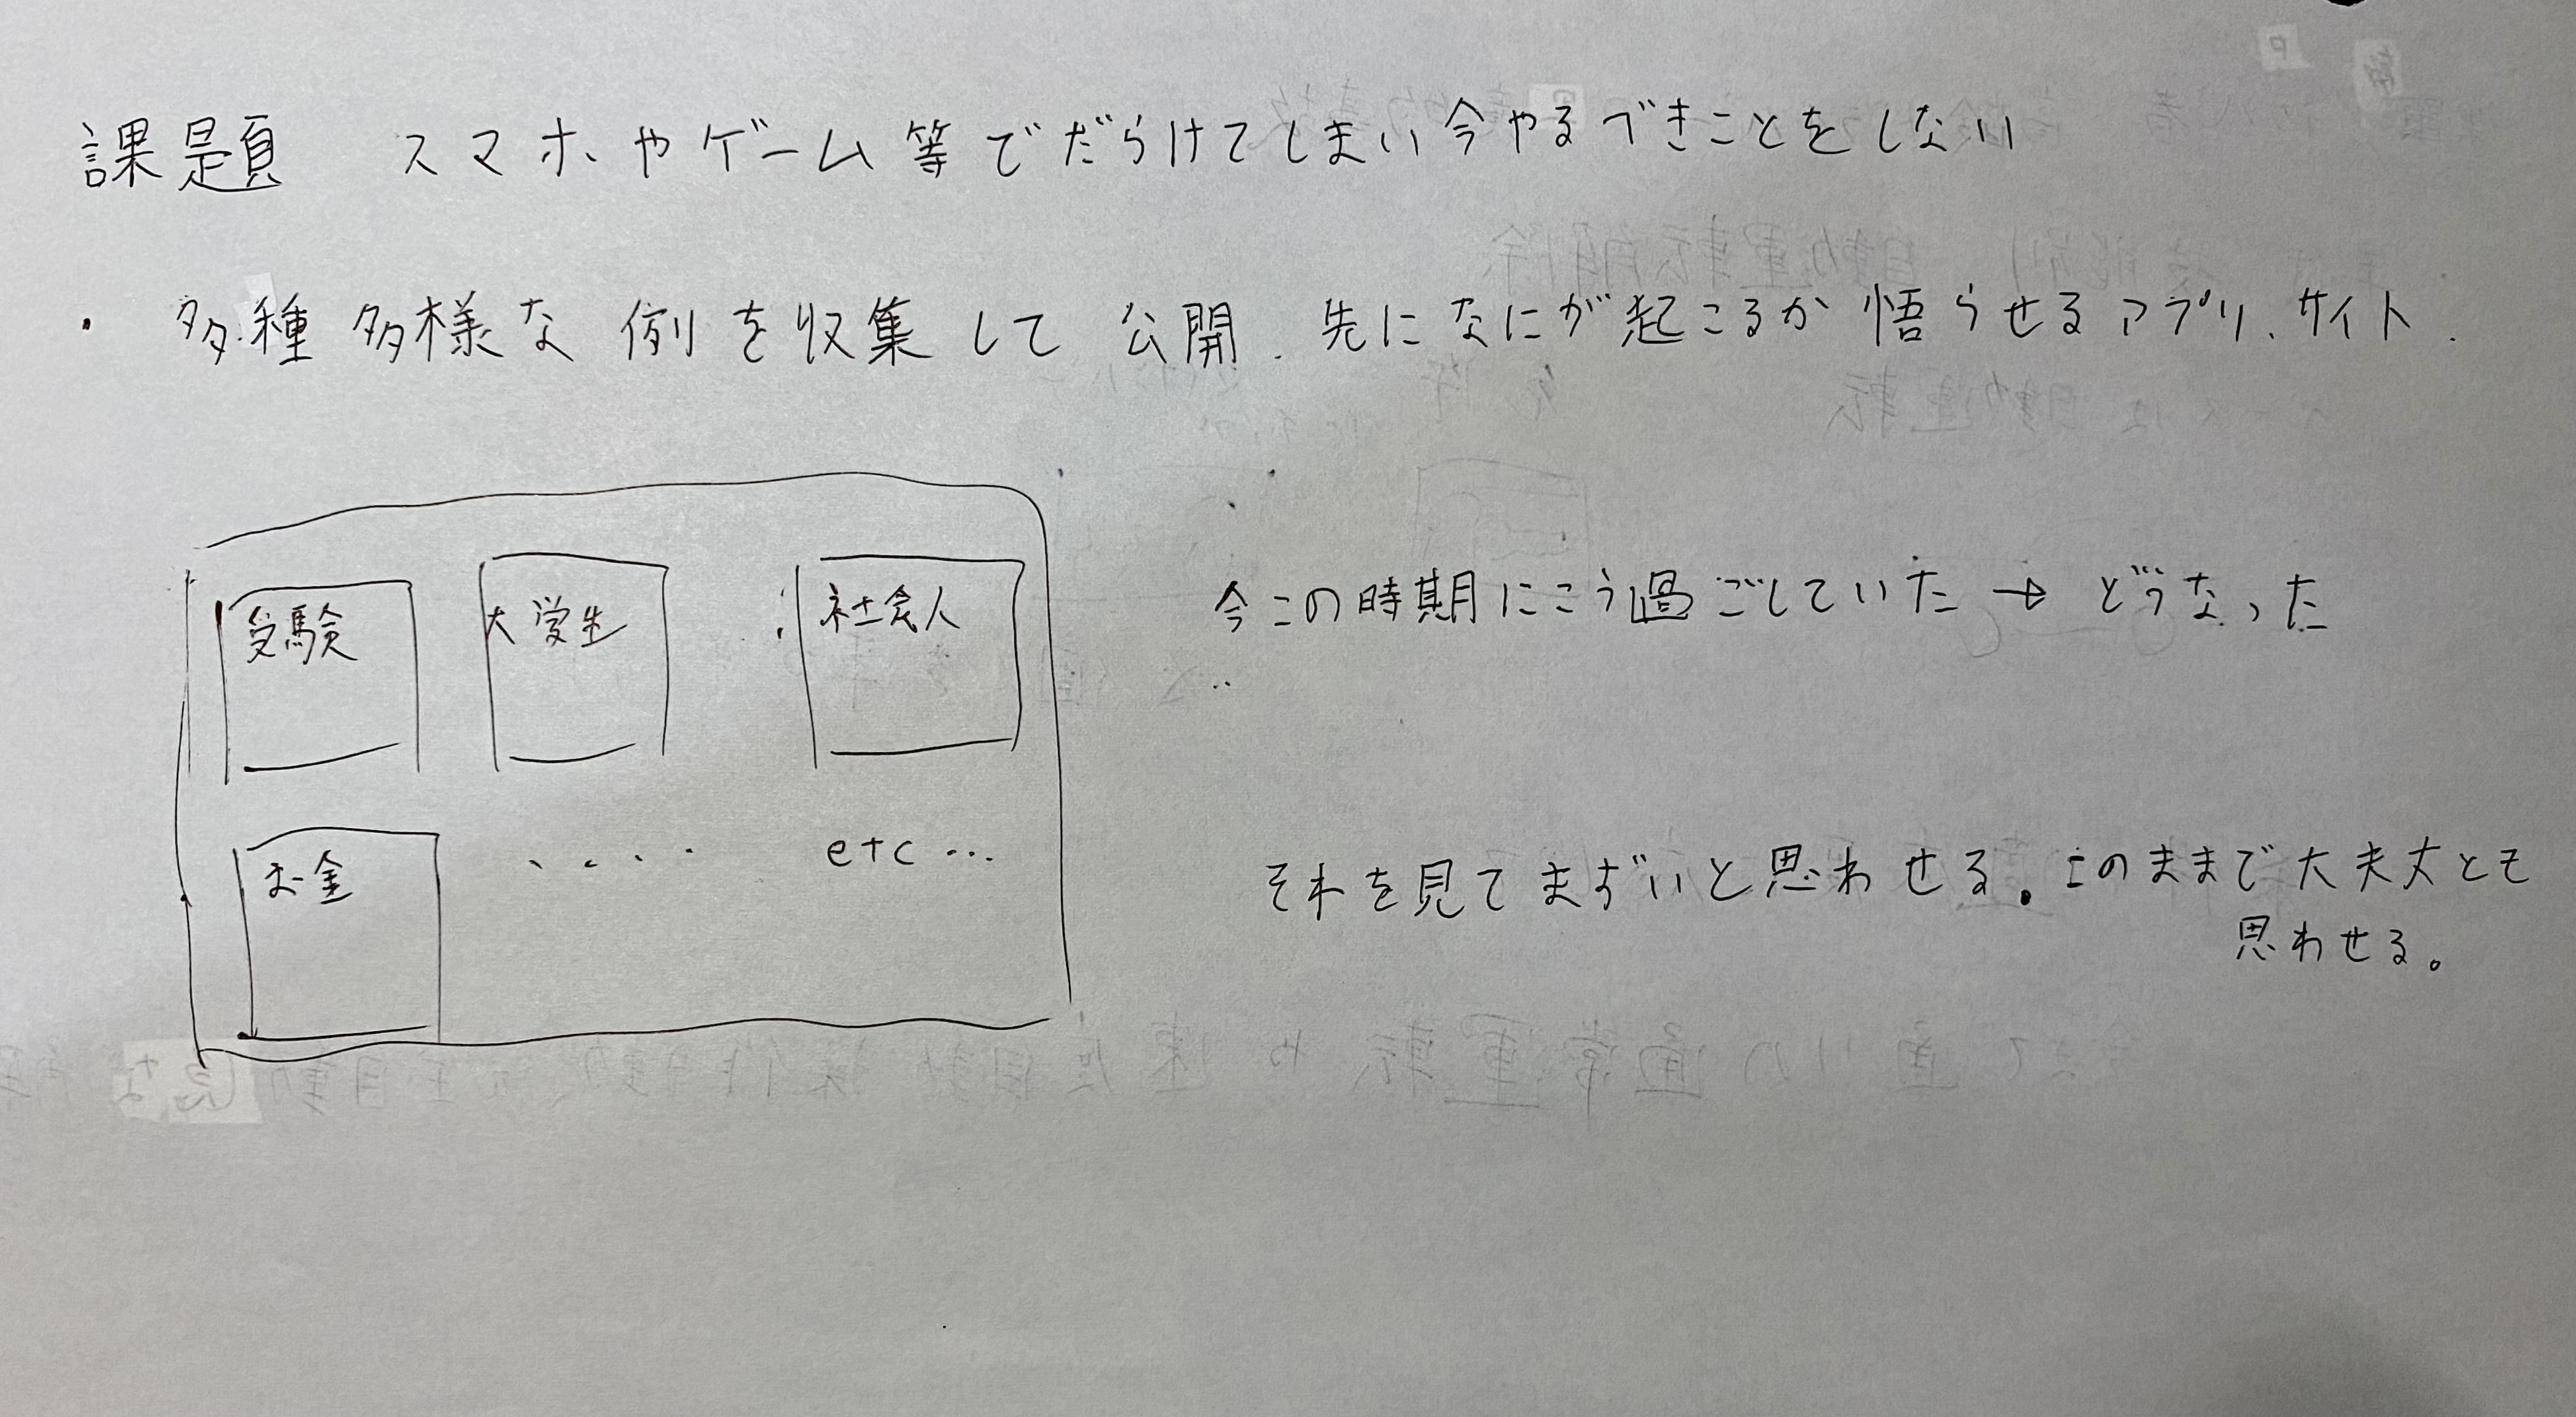 課題 スマホやゲーム等でだらけてしまい今やるべきことをしない
・ 多種多様な例を収集して公開. 先になにが起こるか悟らせるアプリ、サイト.
受験 大学生 社会人
お金 ・・・・ etc…
今この時期にこう過ごしていた → どうなった
それを見てまずいと思わせる。このままで大丈夫とも
思わせる。